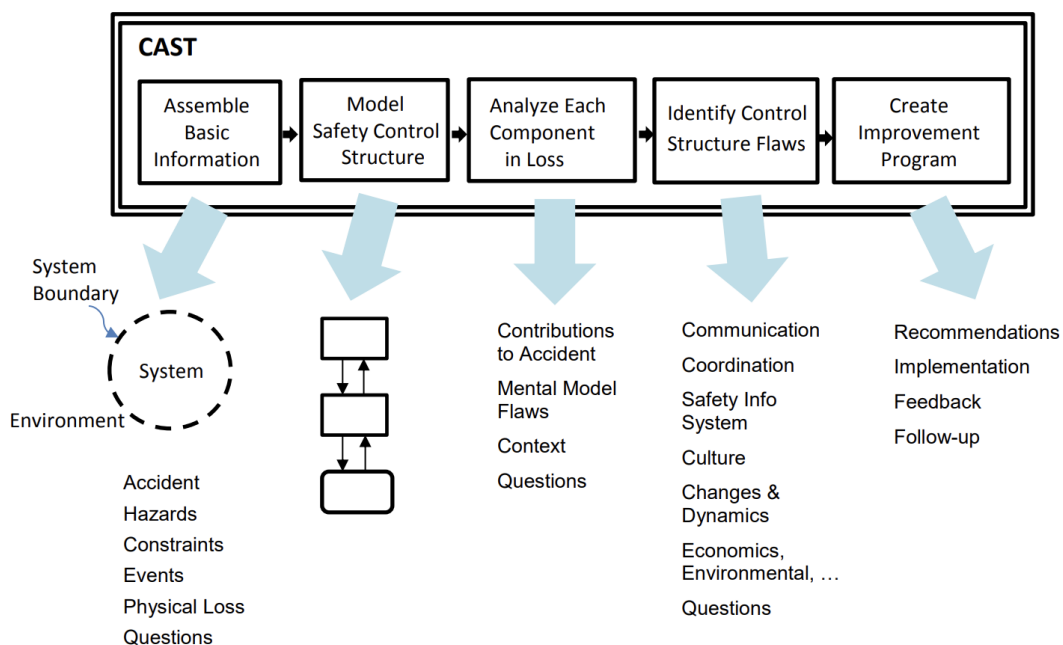 CAST
Assemble
Basic
Information
Model
Safety Control
Structure
Analyze Each
Component
in Loss
Identify Control
Structure Flaws
Create
Improvement
Program
System
Boundary
System
Environment
Accident
Hazards
Constraints
Events
Physical Loss
Questions
Contributions
to Accident
Mental Model
Flaws
Context
Questions
Communication
Coordination
Safety Info
System
Culture
Changes &
Dynamics
Economics,
Environmental, …
Questions
Recommendations
Implementation
Feedback
Follow-up